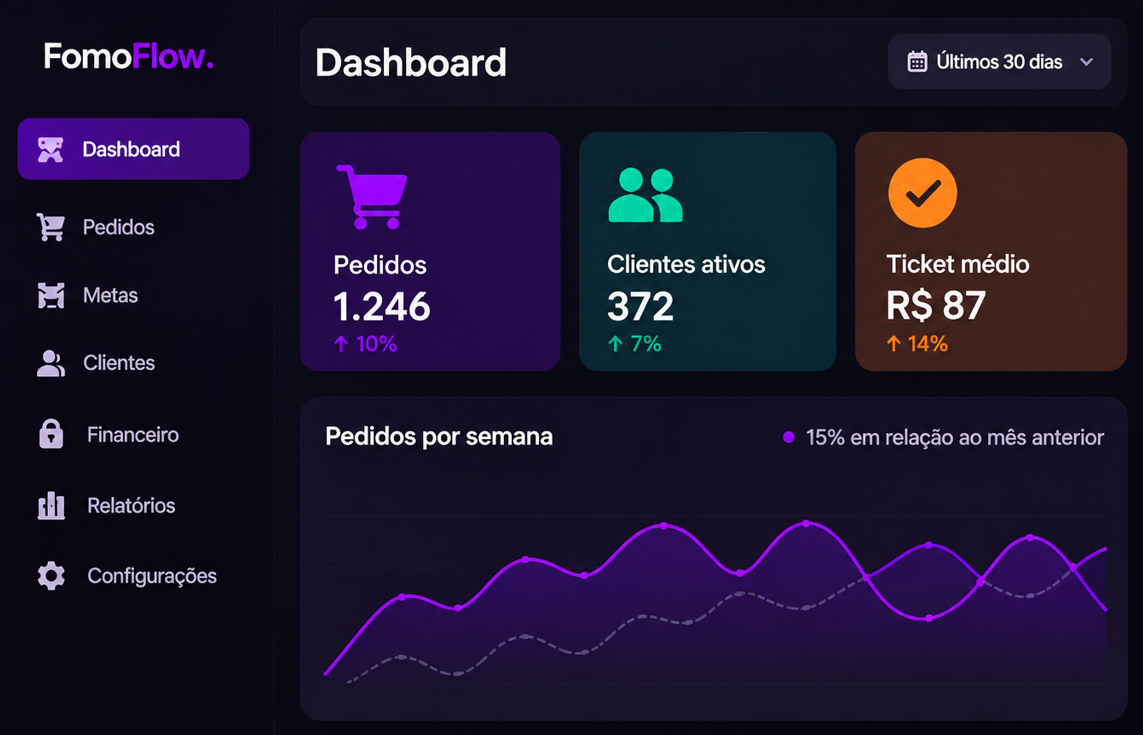 FomoFlow.
Dashboard
Pedidos
Metas
Clientes
Financeiro
Relatórios
Configurações
Dashboard
Últimos 30 dias
Pedidos
1.246
↑ 10%
Clientes ativos
372
↑ 7%
Ticket médio
R$ 87
↑ 14%
Pedidos por semana
15% em relação ao mês anterior